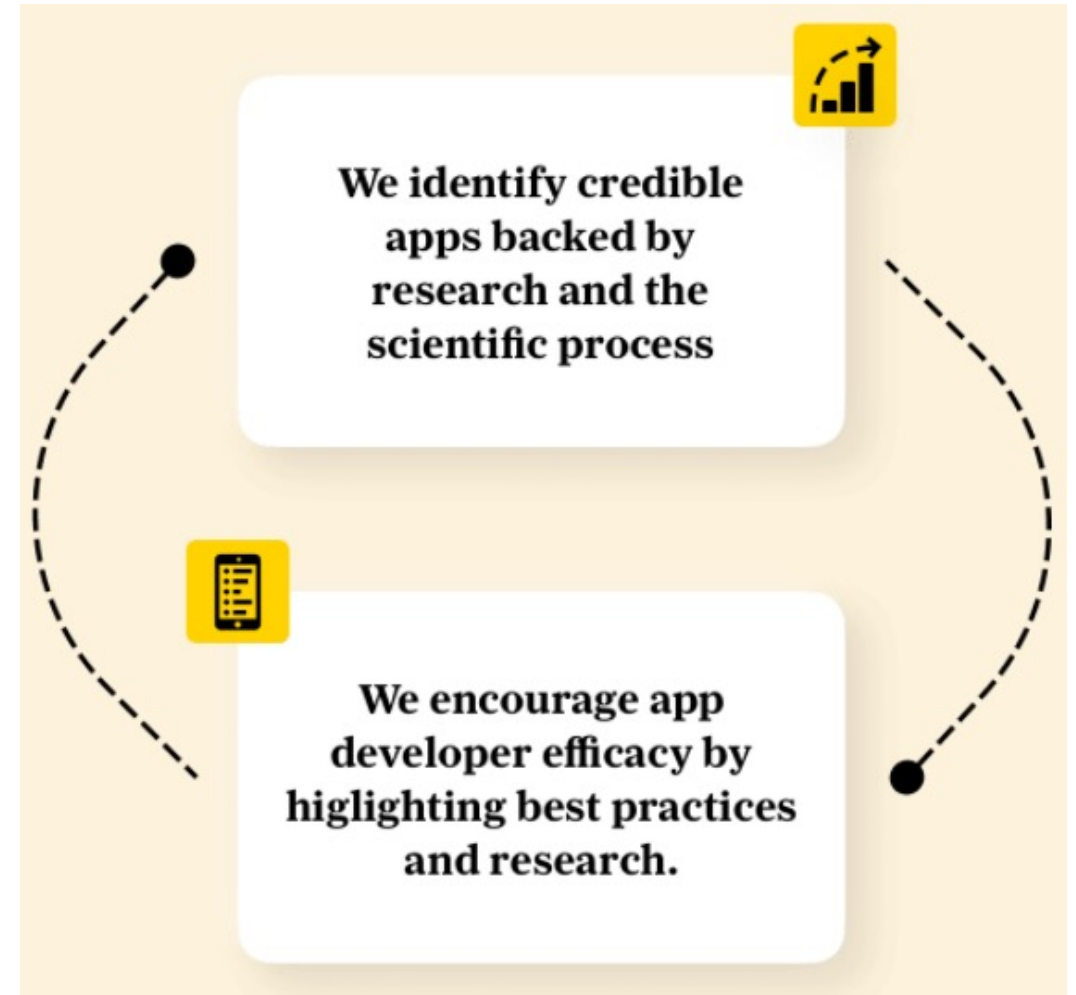 We identify credible
apps backed by
research and the
scientific process
We encourage app
developer efficacy by
higlighting best practices
and research.